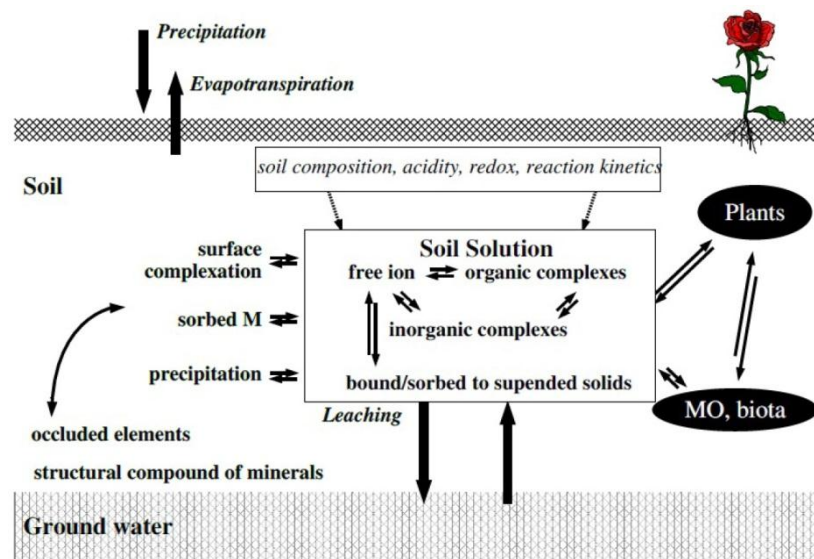 Precipitation
Evapotranspiration
Soil
soil composition, acidity, redox, reaction kinetics
Plants
Soil Solution
surface
complexation
free ion
organic complexes
sorbed M
inorganic complexes
precipitation
bound/sorbed to supended solids
MO, biota
Leaching
occluded elements
structural compound of minerals
Ground water